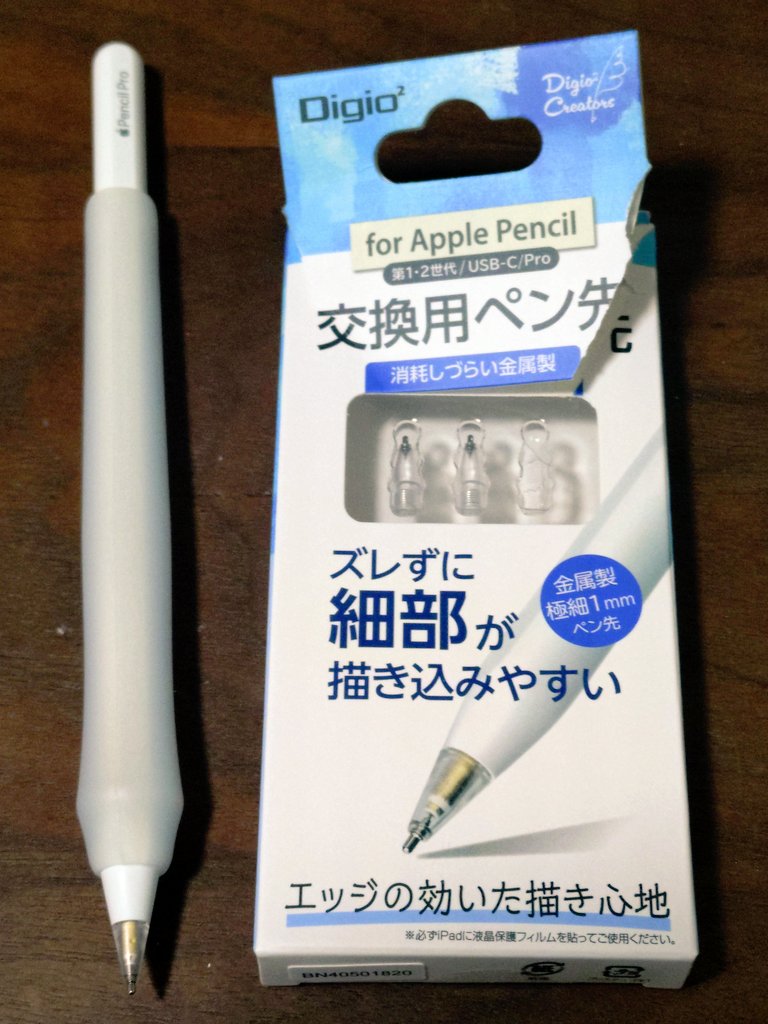 Pencil Pro
Digio²
Digio²
Creators
for Apple Pencil
第1・2世代/USB-C/Pro
交換用ペン先
消耗しづらい金属製
ズレずに
細部が
描き込みやすい
金属製
極細1mm
ペン先
エッジの効いた描き心地
※必ずiPadに液晶保護フィルムを貼ってご使用ください。
BN40501820